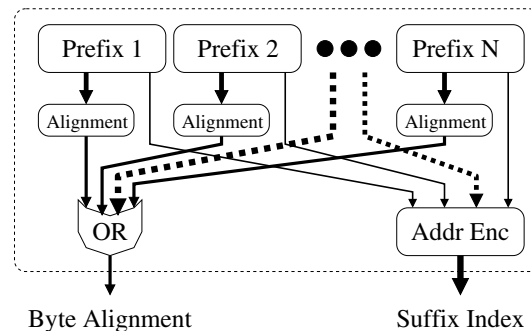 Prefix 1 Prefix 2 Prefix N
Alignment Alignment Alignment
OR Addr Enc
Byte Alignment Suffix Index